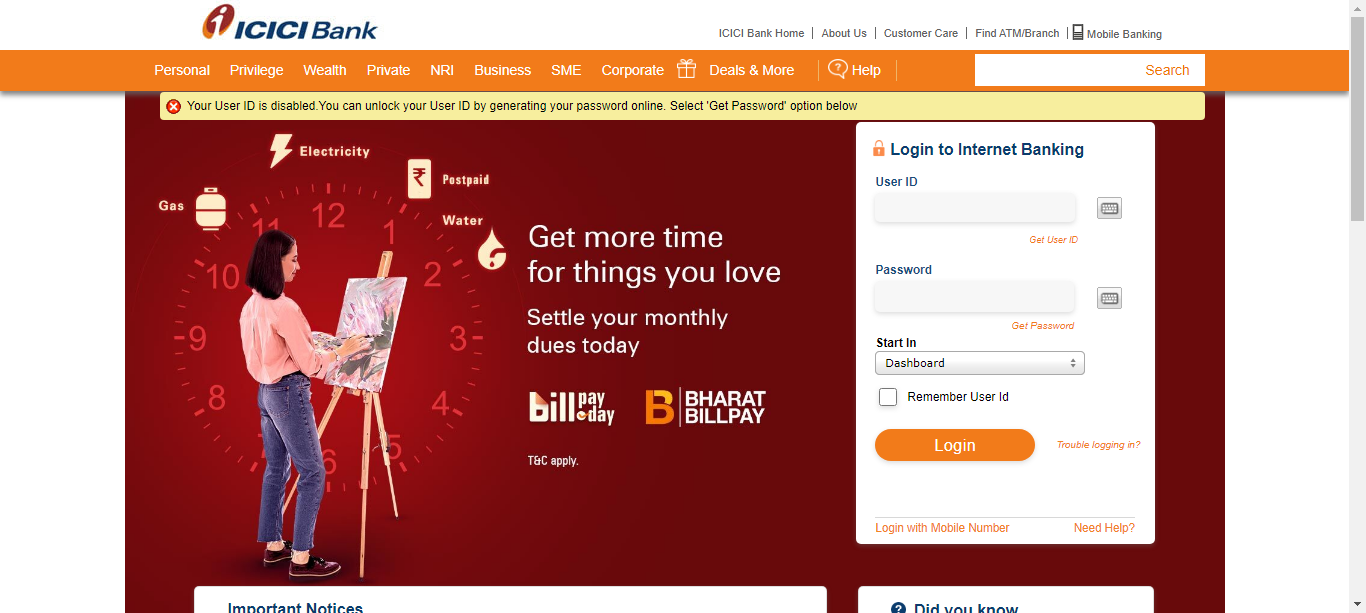 ICICI Bank
ICICI Bank Home | About Us | Customer Care | Find ATM/Branch | Mobile Banking
Personal Privilege Wealth Private NRI Business SME Corporate Deals & More Help Search
Your User ID is disabled.You can unlock your User ID by generating your password online. Select 'Get Password' option below
Electricity
Postpaid
Gas
Water
12
11
1
10
2
9
3
8
4
5
6
Get more time
for things you love
Settle your monthly
dues today
bill pay day
B BHARAT BILLPAY
T&C apply.
Login to Internet Banking
User ID
Get User ID
Password
Get Password
Start In
Dashboard
Remember User Id
Login Trouble logging in?
Login with Mobile Number Need Help?
Important Notices
Did you know